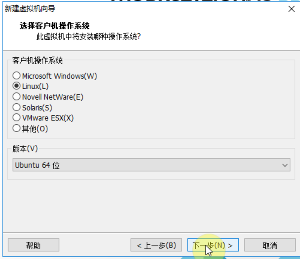 新建虚拟机向导
选择客户机操作系统
此虚拟机中将安装哪种操作系统?
客户机操作系统
Microsoft Windows(W)
Linux(L)
Novell NetWare(E)
Solaris(S)
VMware ESX(X)
其他(O)
版本(V)
Ubuntu 64 位
帮助
< 上一步(B)
下一步(N) >
取消